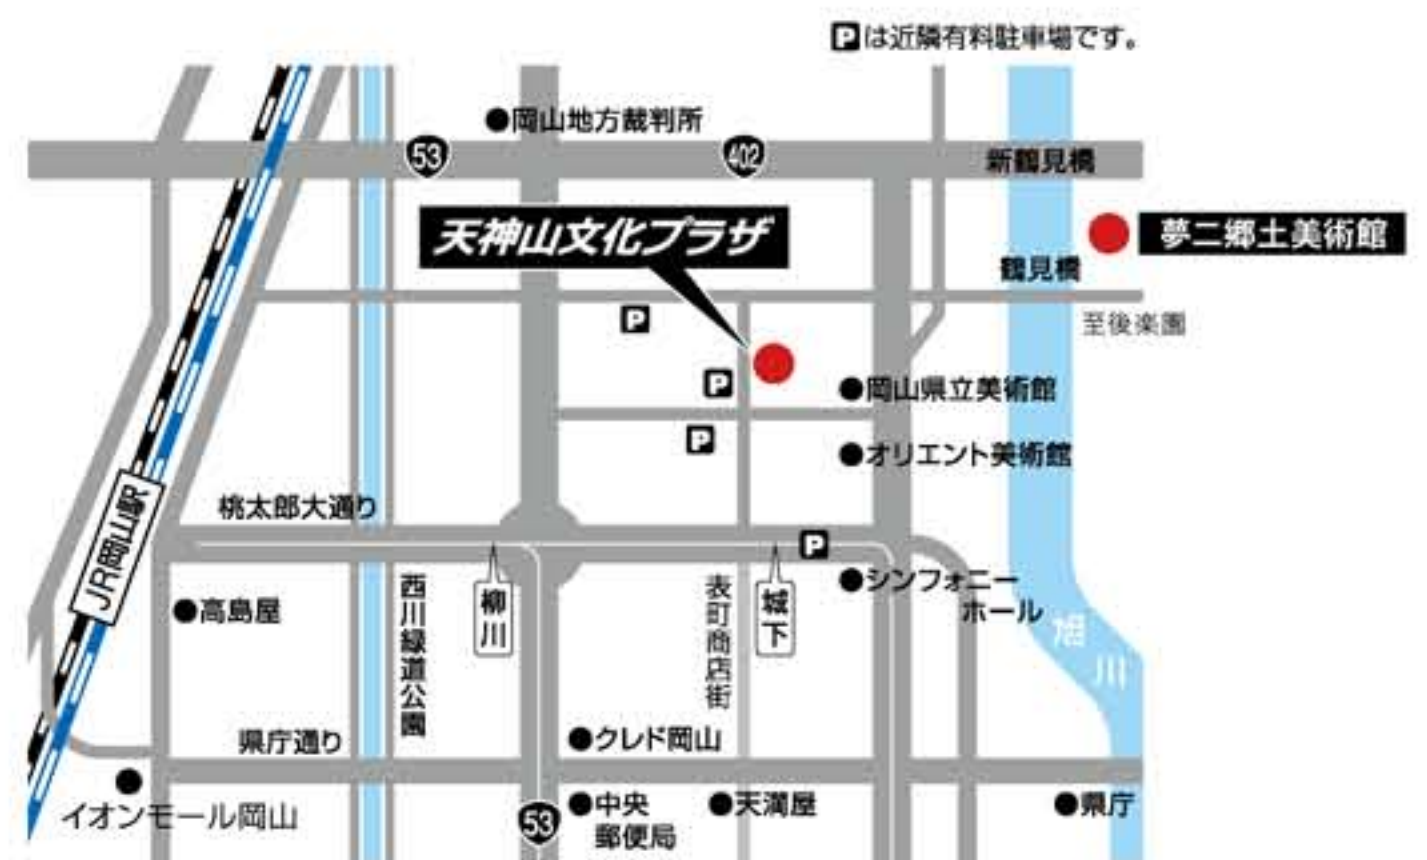 Pは近隣有料駐車場です。
岡山地方裁判所
53
402
新鶴見橋
天神山文化プラザ
夢二郷土美術館
鶴見橋
P
至後楽園
P
岡山県立美術館
P
オリエント美術館
桃太郎大通り
JR岡山駅
P
高島屋
西川緑道公園
柳川
表町商店街
城下
シンフォニー
ホール
旭川
県庁通り
クレド岡山
イオンモール岡山
53
中央
郵便局
天満屋
県庁